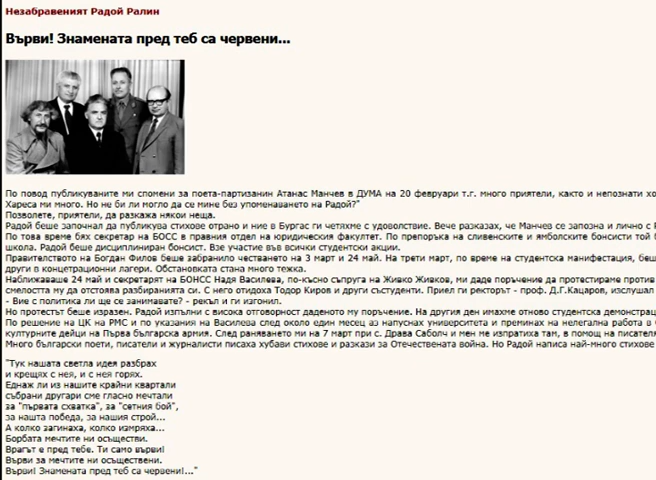 Незабравеният Радой Ралин
Върви! Знамената пред теб са червени...
По повод публикуваните ми спомени за поета-партизанин Атанас Манчев в ДУМА на 20 февруари т.г. много приятели, както и непознати хо
Хареса ми много. Но не би ли могло да се мине без упоменаването на Радой?"
Позволете, приятели, да разкажа някои неща.
Радой беше започнал да публикува стихове отрано и ние в Бургас ги четяхме с удоволствие. Вече разказах, че Манчев се запозна и лично с Р
По това време бях секретар на БОСС в правния отдел на юридическия факултет. По препоръка на сливенските и ямболските бонсисти той б
школа. Радой беше дисциплиниран бонсист. Взе участие във всички студентски акции.
Правителството на Богдан Филов беше забранило честването на 3 март и 24 май. На трети март, по време на студентска манифестация, беш
други в концетрационни лагери. Обстановката стана много тежка.
Наближаваше 24 май и секретарят на БОНСС Надя Василева, по-късно съпруга на Живко Живков, ми даде поръчение да протестираме против
смелостта му да отстоява разбиранията си. С него отидоха Тодор Киров и други състуденти. Приел ги ректорът - проф. Д.Г.Кацаров, изслушал
- Вие с политика ли ще се занимавате? - рекъл и ги изгонил.
Но протестът беше изразен. Радой изпълни с висока отговорност даденото му поръчение. На другия ден имахме отново студентска демонстрац
По решение на ЦК на РМС и по указания на Василева след около един месец аз напуснах университета и преминах на нелегална работа в
културните дейци на Първа българска армия. След раняването ми на 7 март при с. Драва Саболч и мен ме изпратиха там, в помощ на писателя
Много български поети, писатели и журналисти писаха хубави стихове и разкази за Отечествената война. Но Радой написа най-много стихове
"Тук нашата светла идея разбрах
и крещях с нея, и с нея горях.
Еднаж ли из нашите крайни квартали
събрани другари сме гласно мечтали
за "първата схватка", за "сетния бой",
за нашта победа, за нашия строй...
А колко загинаха, колко измряха...
Борбата мечтите ни осъществи.
Врагът е пред тебе. Ти само върви!
Върви за мечтите ни осъществени.
Върви! Знамената пред теб са червени!..."